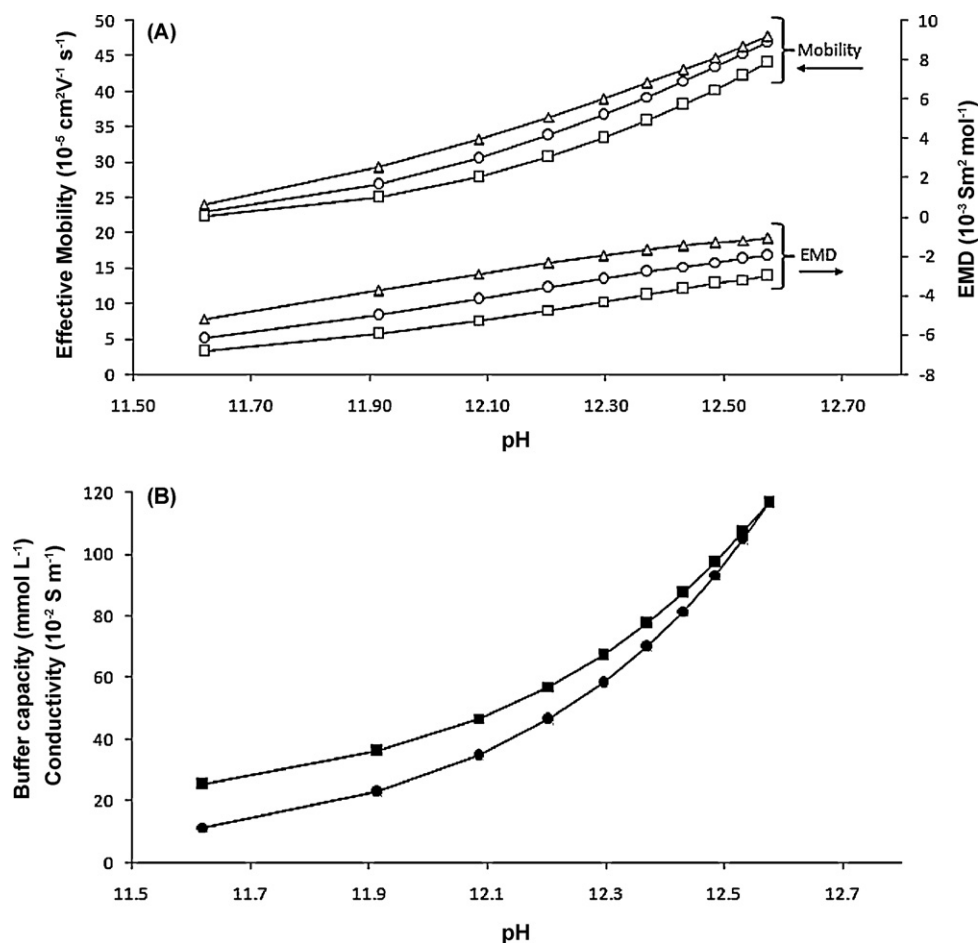 (A)
50
45
40
35
30
25
20
15
10
5
0
Effective Mobility (10⁻⁵ cm²V⁻¹ s⁻¹)
10
8
6
4
2
0
-2
-4
-6
-8
EMD (10⁻³ Sm² mol⁻¹)
Mobility
EMD
11.50 11.70 11.90 12.10 12.30 12.50 12.70
pH
(B)
120
100
80
60
40
20
0
Buffer capacity (mmol L⁻¹)
Conductivity (10⁻² S m⁻¹)
11.5 11.7 11.9 12.1 12.3 12.5 12.7
pH